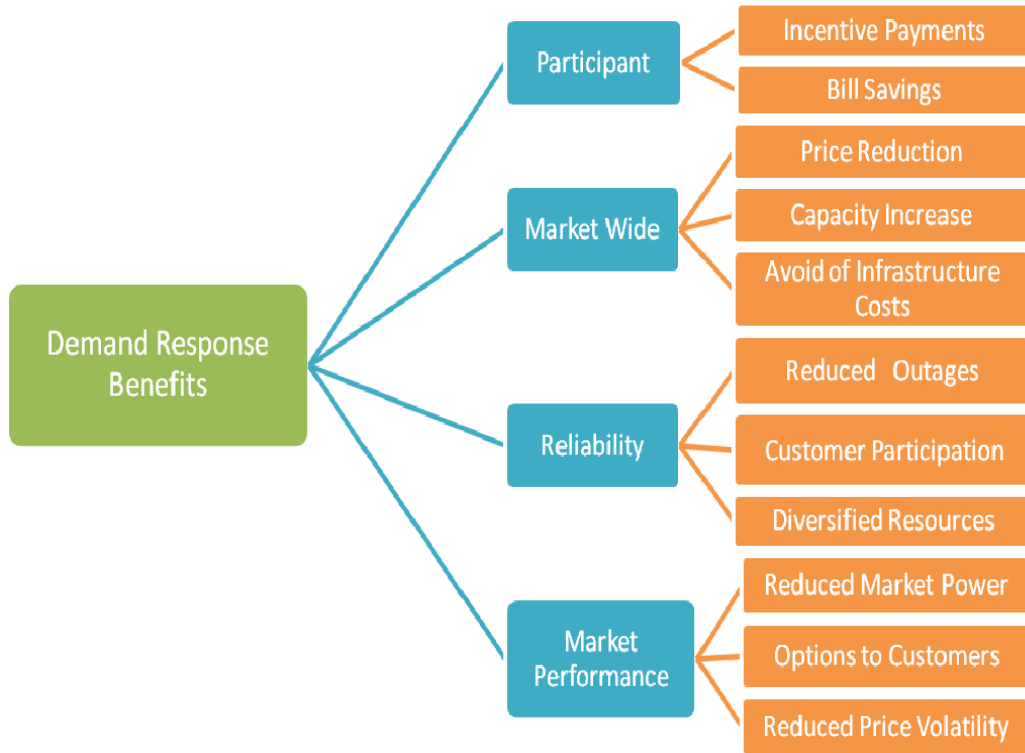 Demand Response
Benefits
Participant
Incentive Payments
Bill Savings
Market Wide
Price Reduction
Capacity Increase
Avoid of Infrastructure
Costs
Reliability
Reduced Outages
Customer Participation
Diversified Resources
Market
Performance
Reduced Market Power
Options to Customers
Reduced Price Volatility